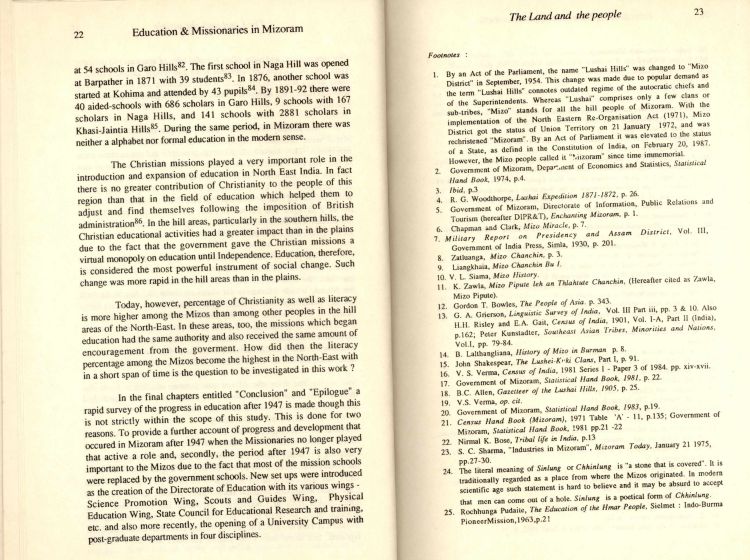 22
Education & Missionaries in Mizoram
at 54 schools in Garo Hills82. The first school in Naga Hill was opened
at Barpather in 1871 with 39 students83. In 1876, another school was
started at Kohima and attended by 43 pupils84. By 1891-92 there were
40 aided-schools with 686 scholars in Garo Hills, 9 schools with 167
scholars in Naga Hills, and 141 schools with 2881 scholars in
Khasi-Jaintia Hills85. During the same period, in Mizoram there was
neither a alphabet nor formal education in the modern sense.
The Christian missions played a very important role in the
introduction and expansion of education in North East India. In fact
there is no greater contribution of Christianity to the people of this
region than that in the field of education which helped them to
adjust and find themselves following the imposition of British
administration86. In the hill areas, particularly in the southern hills, the
Christian educational activities had a greater impact than in the plains
due to the fact that the government gave the Christian missions a
virtual monopoly on education until Independence. Education, therefore,
is considered the most powerful instrument of social change. Such
change was more rapid in the hill areas than in the plains.
Today, however, percentage of Christianity as well as literacy
is more higher among the Mizos than among other peoples in the hill
areas of the North-East. In these areas, too, the missions which began
education had the same authority and also received the same amount of
encouragement from the goverment. How did then the literacy
percentage among the Mizos become the highest in the North-East with
in a short span of time is the question to be investigated in this work ?
In the final chapters entitled "Conclusion" and "Epilogue" a
rapid survey of the progress in education after 1947 is made though this
is not strictly within the scope of this study. This is done for two
reasons. To provide a further account of progress and development that
occured in Mizoram after 1947 when the Missionaries no longer played
that active role and, secondly, the period after 1947 is also very
important to the Mizos due to the fact that most of the mission schools
were replaced by the government schools. New set ups were introduced
as the creation of the Directorate of Education with its various wings -
Science Promotion Wing, Scouts and Guides Wing, Physical
Education Wing, State Council for Educational Research and training,
etc. and also more recently, the opening of a University Campus with
post-graduate departments in four disciplines.
The Land and the people
23
Footnotes :
1. By an Act of the Parliament, the name "Lushai Hills" was changed to "Mizo
District" in September, 1954. This change was made due to popular demand as
the term "Lushai Hills" connotes outdated regime of the autocratic chiefs and
of the Superintendents. Whereas "Lushai" comprises only a few clans or
sub-tribes, "Mizo" stands for all the hill people of Mizoram. With the
implementation of the North Eastern Re-Organisation Act (1971), Mizo
District got the status of Union Territory on 21 January 1972, and was
rechristened "Mizoram". By an Act of Parliament it was elevated to the status
of a State, as defind in the Constitution of India, on February 20, 1987.
However, the Mizo people called it "Mizoram" since time immemorial.
2. Government of Mizoram, Department of Economics and Statistics, Statistical
Hand Book, 1974, p.4.
3. Ibid, p.3
4. R. G. Woodthorpe, Lushai Expedition 1871-1872, p. 26.
5. Government of Mizoram, Directorate of Information, Public Relations and
Tourism (hereafter DIPR&T), Enchanting Mizoram, p. 1.
6. Chapman and Clark, Mizo Miracle, p. 7.
7. Military Report on Presidency and Assam District, Vol. III,
Government of India Press, Simla, 1930, p. 201.
8. Zatluanga, Mizo Chanchin, p. 3.
9. Liangkhaia, Mizo Chanchin Bu I.
10. V. L. Siama, Mizo History.
11. K. Zawla, Mizo Pipute leh an Thlahtute Chanchin, (Hereafter cited as Zawla,
Mizo Pipute).
12. Gordon T. Bowles, The People of Asia. p. 343.
13. G. A. Grierson, Linguistic Survey of India, Vol. III Part iii, pp. 3 & 10. Also
H.H. Risley and E.A. Gait, Census of India, 1901, Vol. I-A, Part II (India),
p.162; Peter Kunstadter, Southeast Asian Tribes, Minorities and Nations,
Vol.I, pp. 79-84.
14. B. Lalthangliana, History of Mizo in Burman p. 8.
15. John Shakespear, The Lushei-Kuki Clans, Part I, p. 91.
16. V. S. Verma, Census of India, 1981 Series I - Paper 3 of 1984. pp. xiv-xvii.
17. Government of Mizoram, Statistical Hand Book, 1981, p. 22.
18. B.C. Allen, Gazetteer of the Lushai Hills, 1905, p. 25.
19. V.S. Verma, op. cit.
20. Government of Mizoram, Statistical Hand Book, 1983, p.19.
21. Census Hand Book (Mizoram), 1971 Table 'A' - 11, p.135; Government of
Mizoram, Statistical Hand Book, 1981 pp.21 -22
22. Nirmal K. Bose, Tribal life in India, p.13
23. S. C. Sharma, "Industries in Mizoram", Mizoram Today, January 21 1975,
pp.27-30.
24. The literal meaning of Sinlung or Chhinlung is "a stone that is covered". It is
traditionally regarded as a place from where the Mizos originated. In modern
scientific age such statement is hard to believe and it may be absurd to accept
that men can come out of a hole. Sinlung is a poetical form of Chhinlung.
25. Rochhunga Pudaite, The Education of the Hmar People, Sielmet : Indo-Burma
PioneerMission,1963,p.21